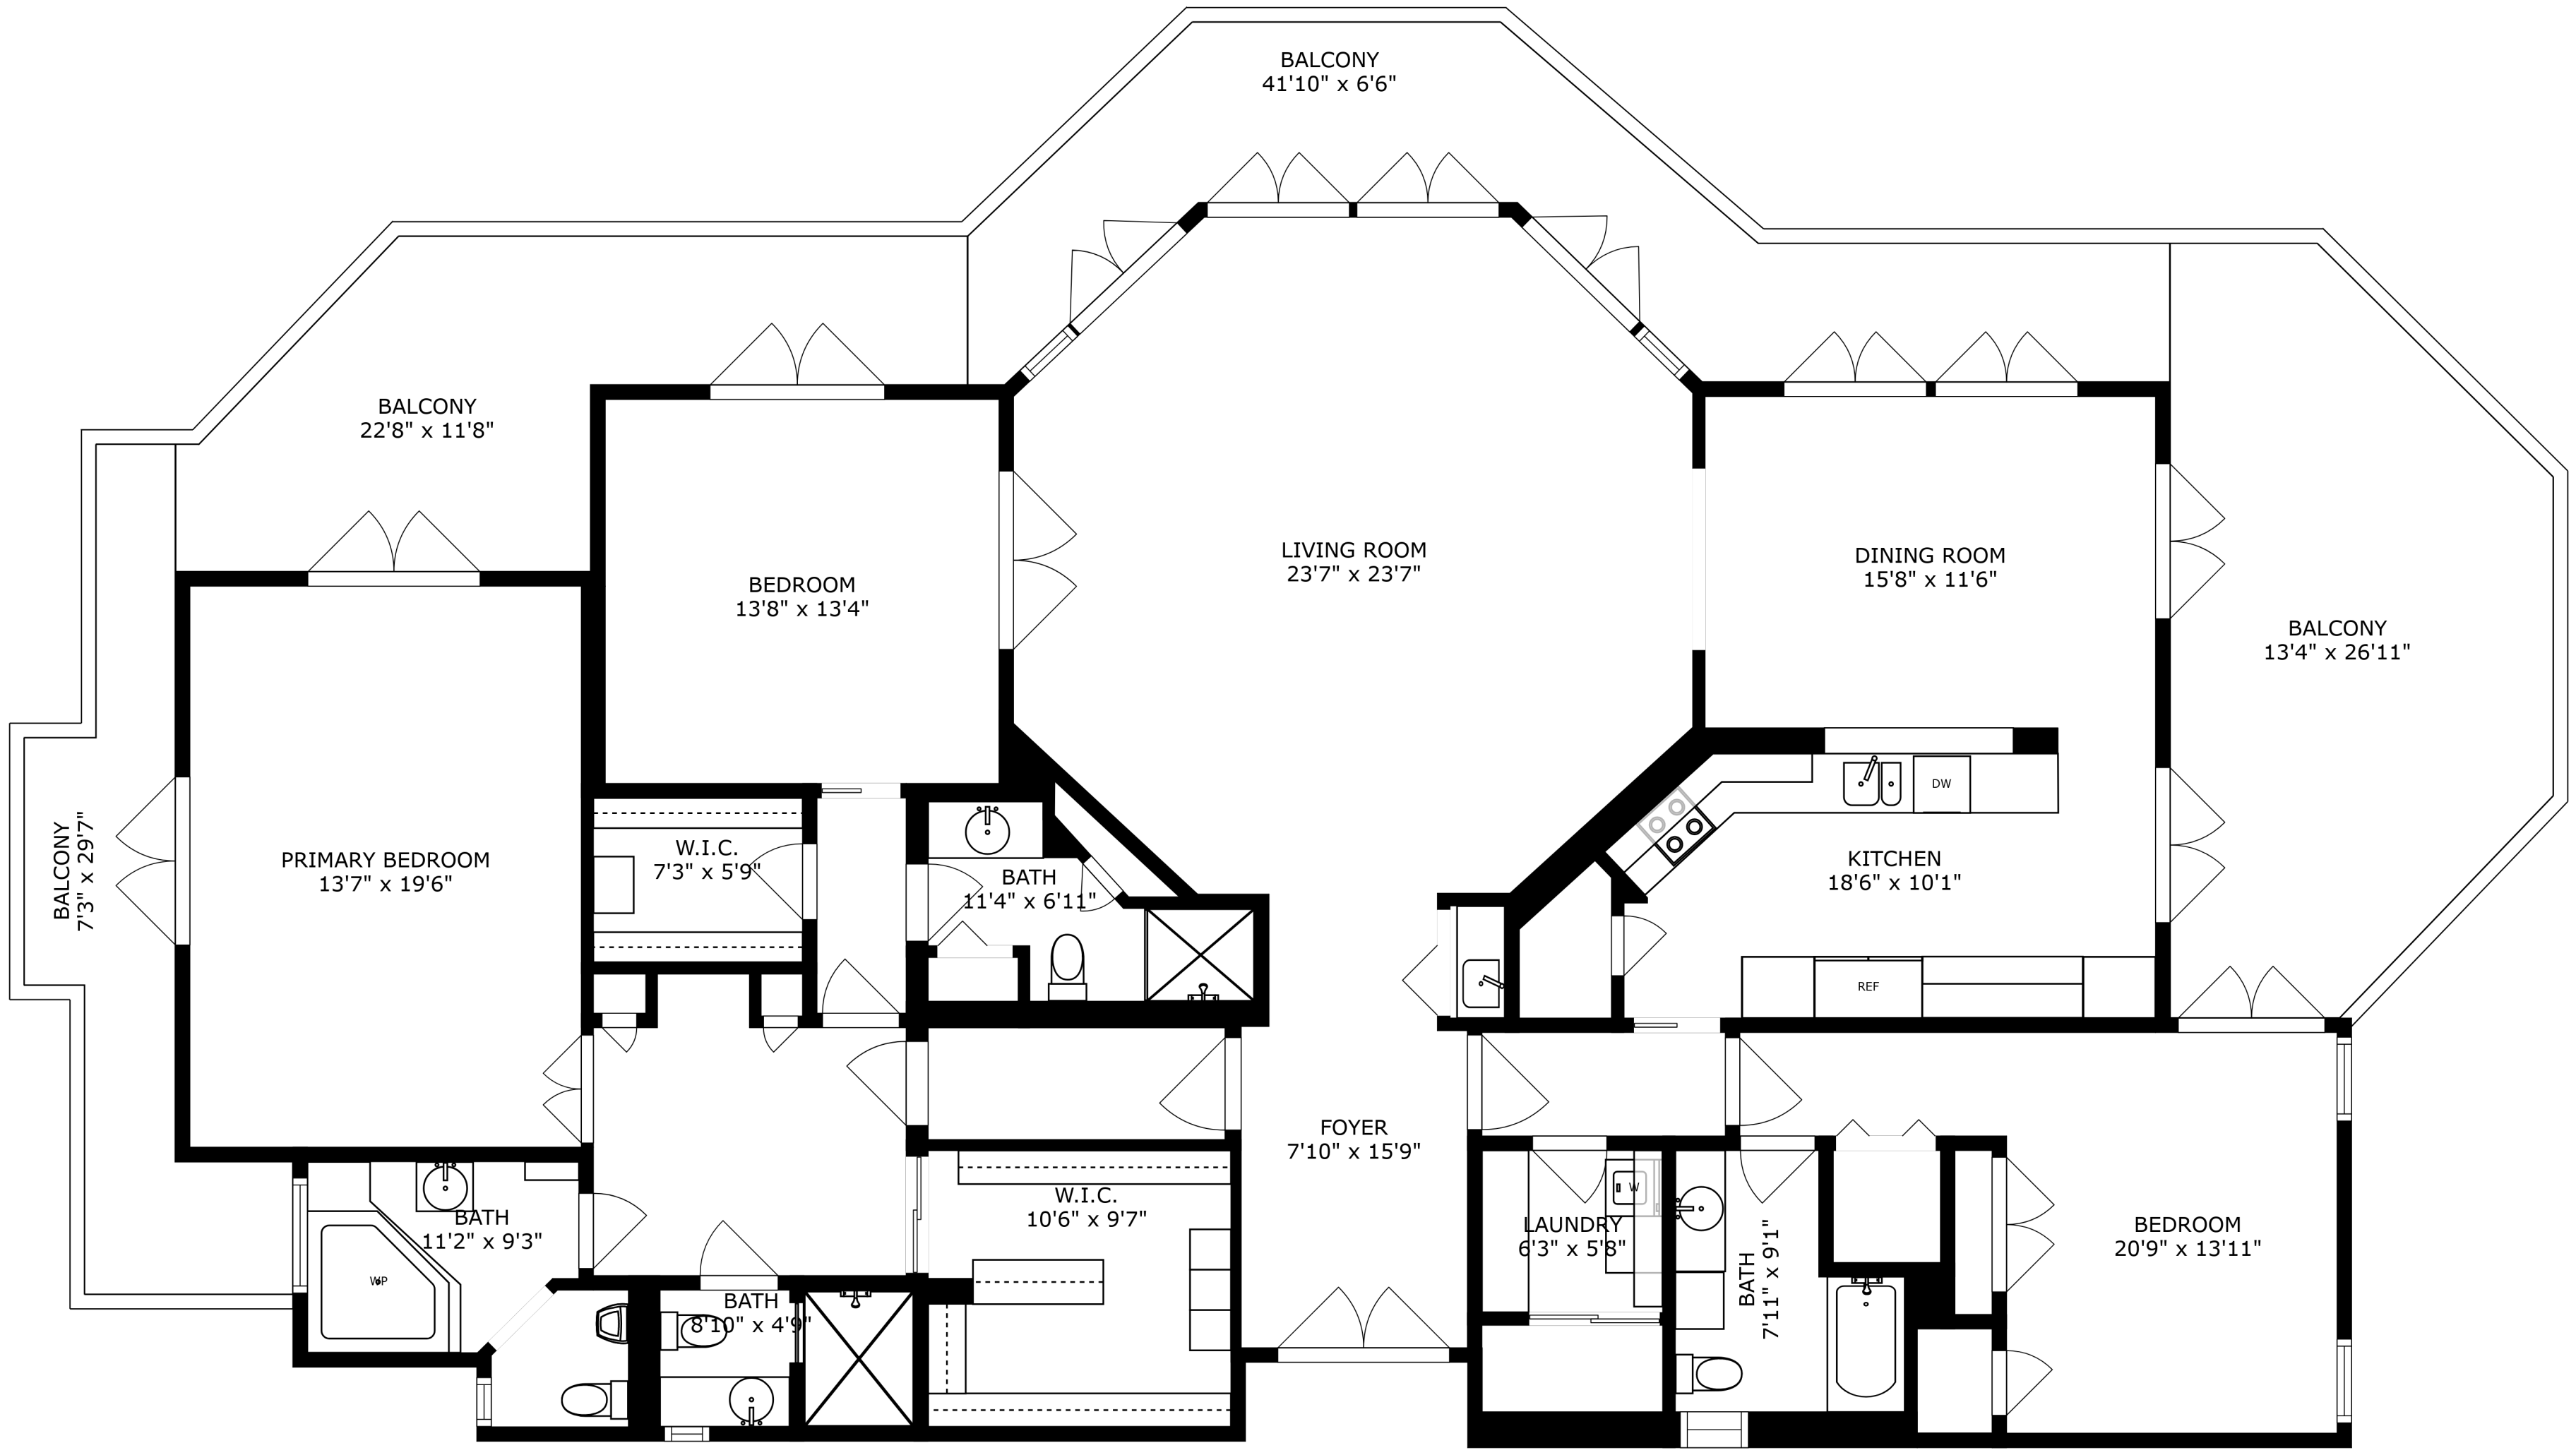 BALCONY
41'10" x 6'6"
BALCONY
22'8" x 11'8"
BEDROOM
13'8" x 13'4"
LIVING ROOM
23'7" x 23'7"
DINING ROOM
15'8" x 11'6"
BALCONY
13'4" x 26'11"
BALCONY
7'3" x 29'7"
PRIMARY BEDROOM
13'7" x 19'6"
W.I.C.
7'3" x 5'9"
BATH
11'4" x 6'11"
DW
KITCHEN
18'6" x 10'1"
REF
FOYER
7'10" x 15'9"
BATH
11'2" x 9'3"
WP
BATH
8'10" x 4'9"
W.I.C.
10'6" x 9'7"
W
LAUNDRY
6'3" x 5'8"
BATH
7'11" x 9'1"
BEDROOM
20'9" x 13'11"